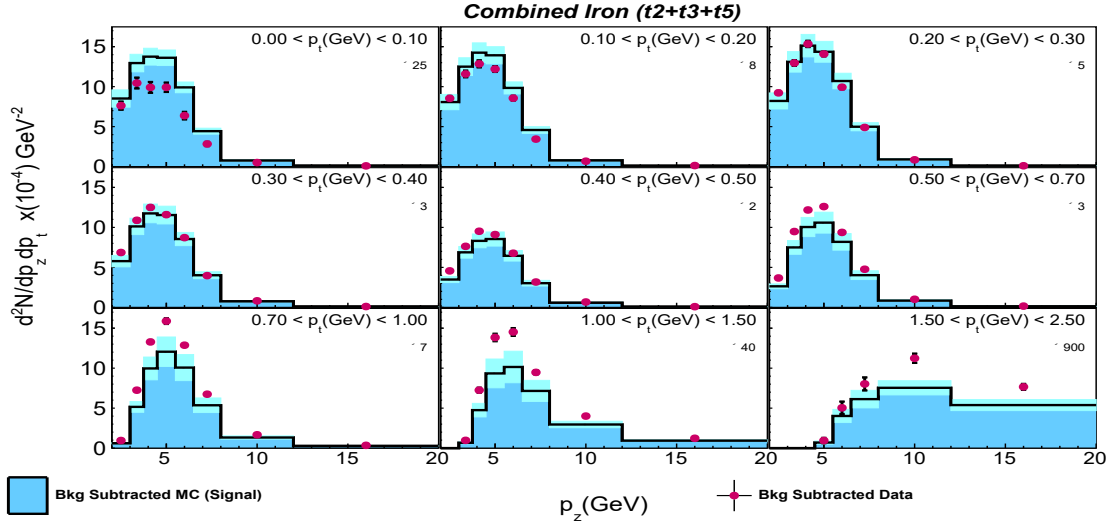 Combined Iron (t2+t3+t5)
d²N/dp_z dp_t x(10⁻⁴) GeV⁻²
0.00 < p_t(GeV) < 0.10
´ 25
0.10 < p_t(GeV) < 0.20
´ 8
0.20 < p_t(GeV) < 0.30
´ 5
15
10
5
0
0.30 < p_t(GeV) < 0.40
´ 3
0.40 < p_t(GeV) < 0.50
´ 2
0.50 < p_t(GeV) < 0.70
´ 3
15
10
5
0
0.70 < p_t(GeV) < 1.00
´ 7
1.00 < p_t(GeV) < 1.50
´ 40
1.50 < p_t(GeV) < 2.50
´ 900
15
10
5
0
5 10 15 20 5 10 15 20 5 10 15 20
p_z(GeV)
Bkg Subtracted MC (Signal)
Bkg Subtracted Data